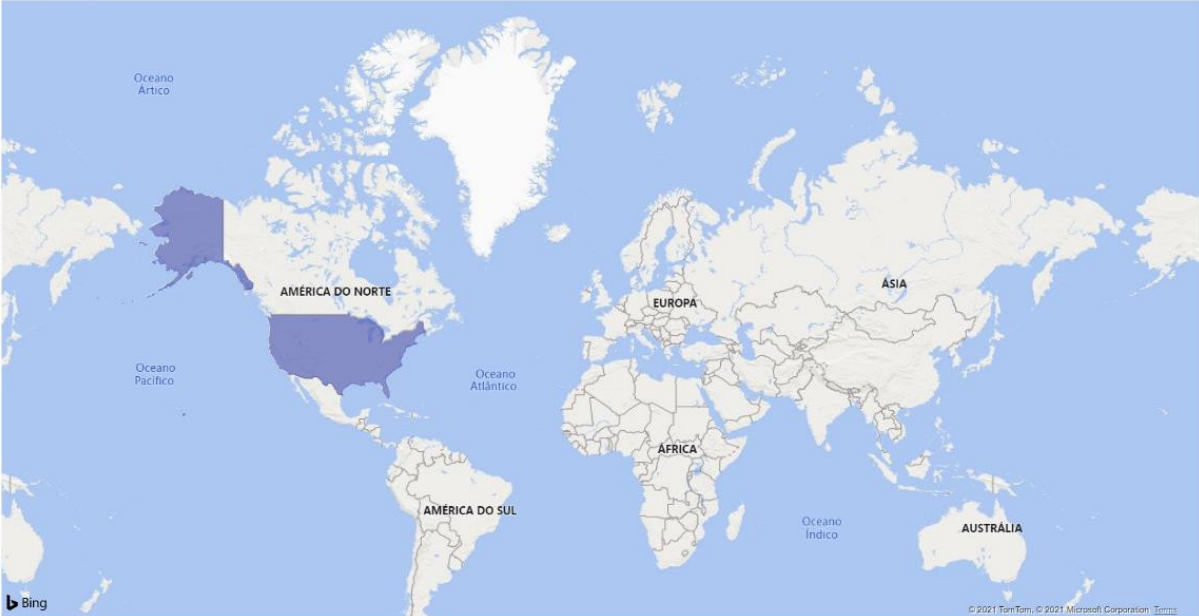 Oceano
Ártico
AMÉRICA DO NORTE
EUROPA
ÁSIA
Oceano
Pacífico
Oceano
Atlântico
ÁFRICA
AMÉRICA DO SUL
Oceano
Índico
AUSTRÁLIA
Bing
© 2021 TomTom, © 2021 Microsoft Corporation Terms